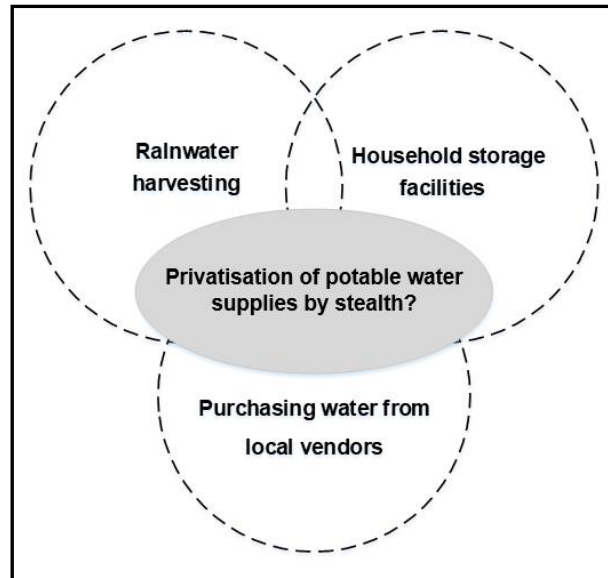 Rainwater
harvesting
Household storage
facilities
Privatisation of potable water
supplies by stealth?
Purchasing water from
local vendors